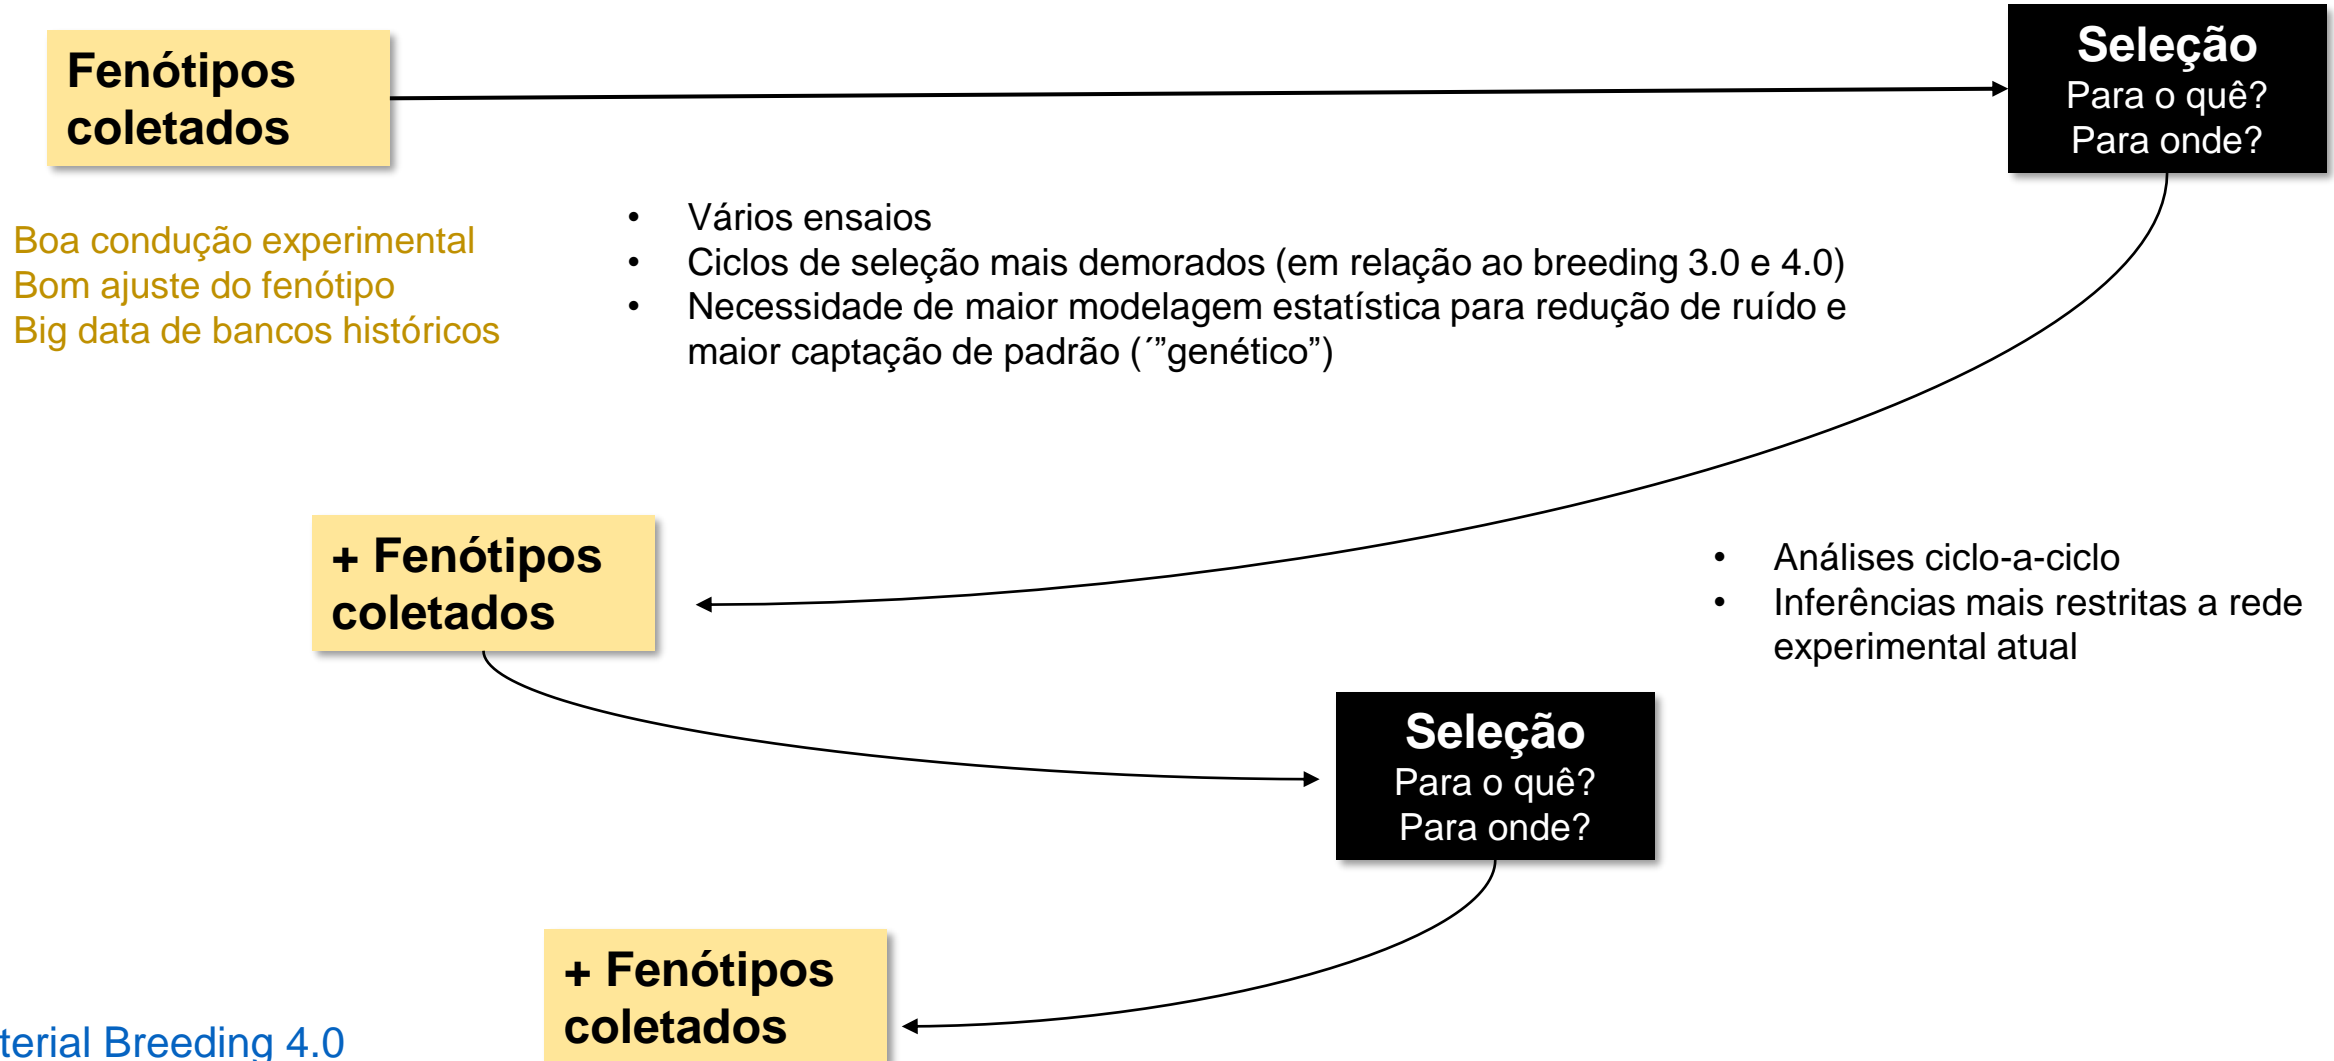 Fenótipos
coletados
Seleção
Para o quê?
Para onde?
Boa condução experimental
Bom ajuste do fenótipo
Big data de bancos históricos
• Vários ensaios
• Ciclos de seleção mais demorados (em relação ao breeding 3.0 e 4.0)
• Necessidade de maior modelagem estatística para redução de ruído e
maior captação de padrão (´”genético”)
+ Fenótipos
coletados
• Análises ciclo-a-ciclo
• Inferências mais restritas a rede
experimental atual
Seleção
Para o quê?
Para onde?
+ Fenótipos
coletados
terial Breeding 4.0